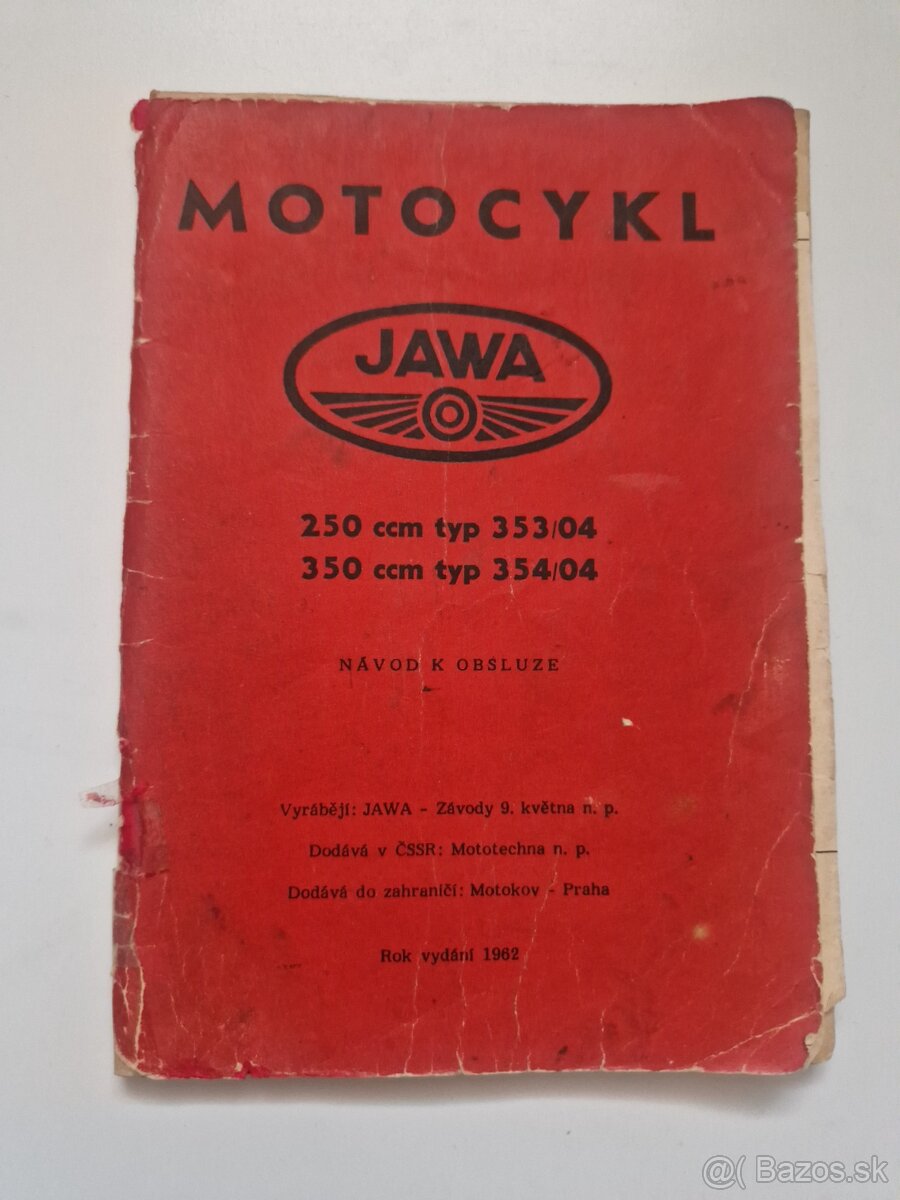 MOTOCYKL
JAWA
250 ccm typ 353/04
350 ccm typ 354/04
NÁVOD K OBSLUZE
Vyrábějí: JAWA - Závody 9. května n. p.
Dodává v ČSSR: Mototechna n. p.
Dodává do zahraničí: Motokov - Praha
Rok vydání 1962
@( Bazos.sk